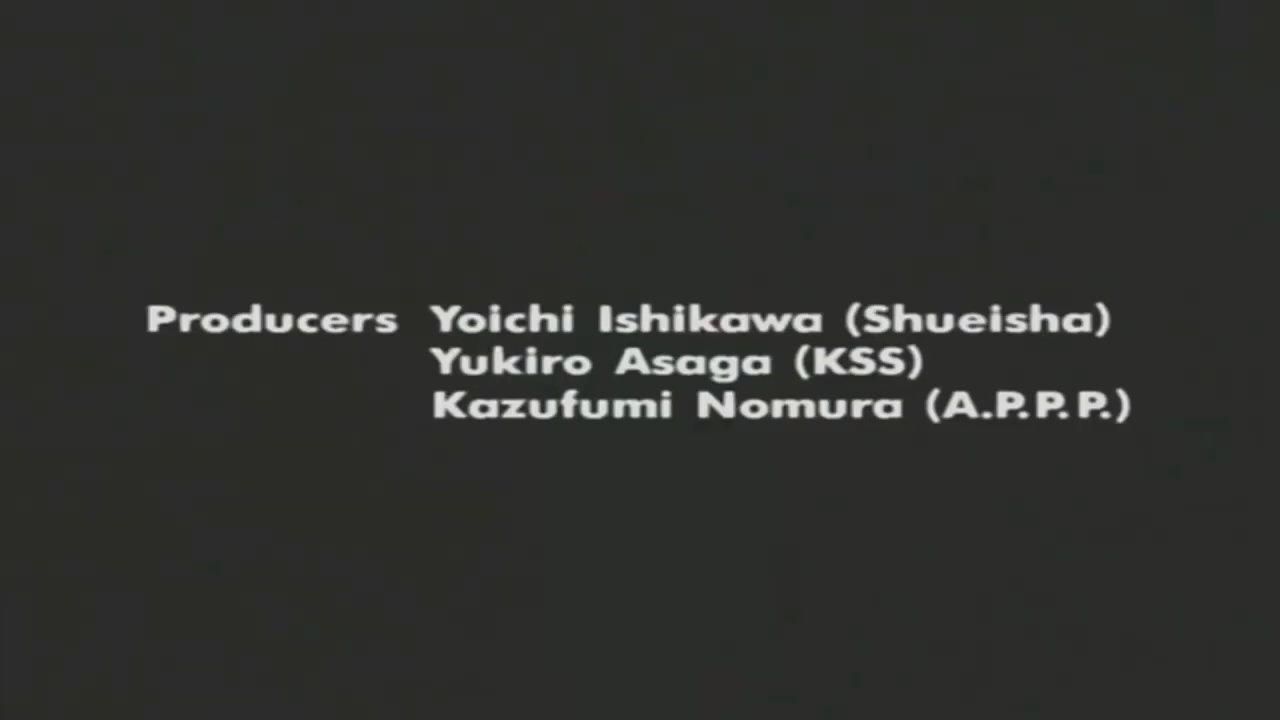 Producers Yoichi Ishikawa (Shueisha)
Yukiro Asaga (KSS)
Kazufumi Nomura (A.P.P.P.)